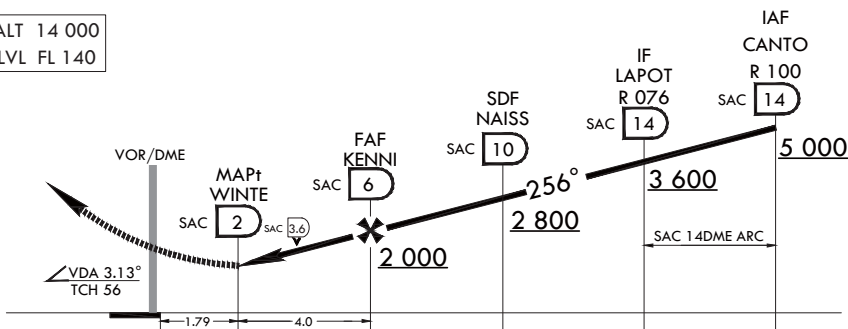 ALT 14 000
LVL FL 140
IAF
CANTO
R 100
SAC 14
5 000
IF
LAPOT
R 076
SAC 14
3 600
SAC 14DME ARC
SDF
NAISS
SAC 10
256°
2 800
FAF
KENNI
SAC 6
2 000
MAPt
WINTE
SAC 2
SAC 3.6
VOR/DME
VDA 3.13°
TCH 56
1.79
4.0